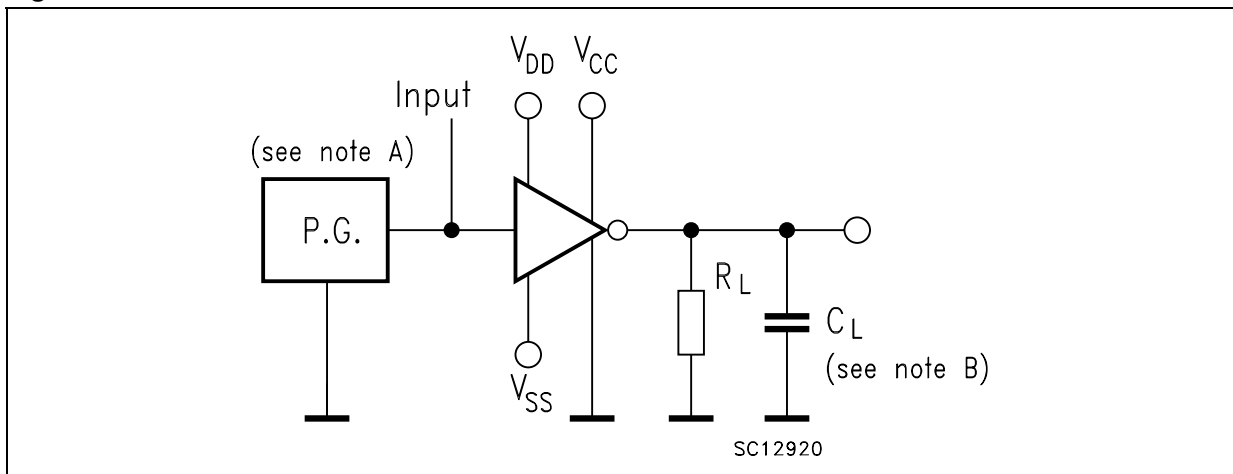 V_DD V_CC
Input
(see note A)
P.G.
R_L
C_L
(see note B)
V_SS
SC12920